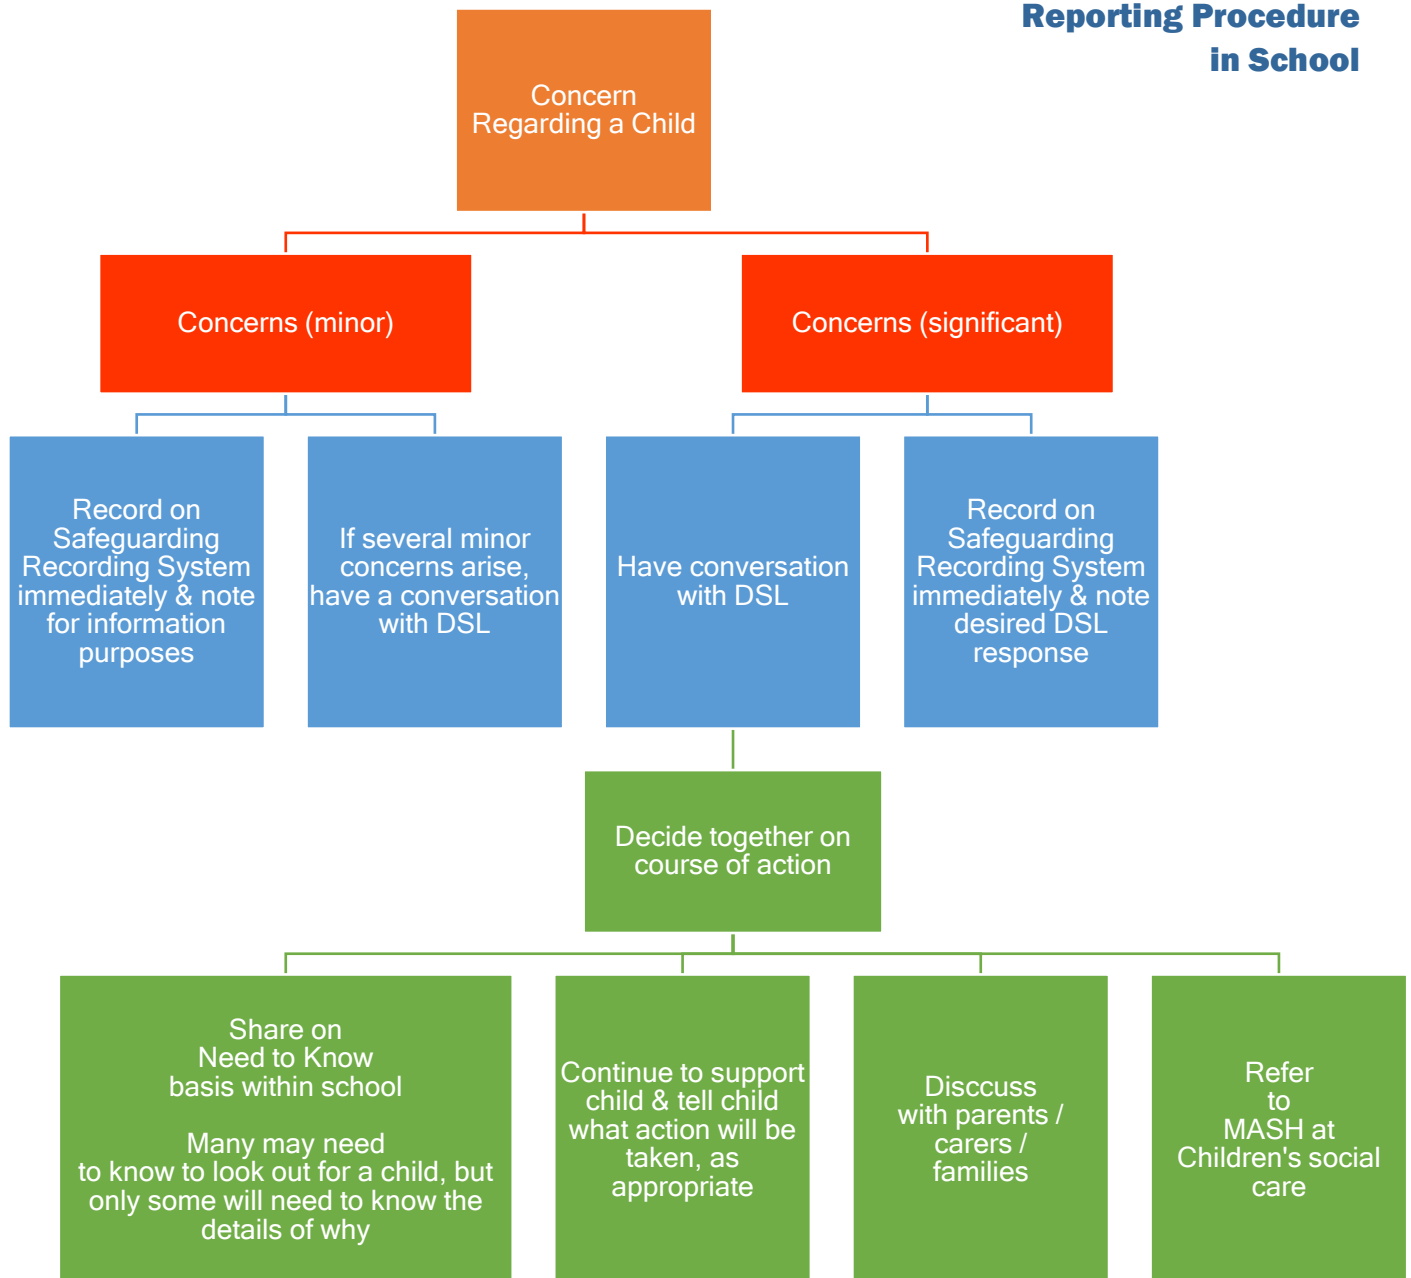 Reporting Procedure
in School
Concern
Regarding a Child
Concerns (minor)
Concerns (significant)
Record on
Safeguarding
Recording System
immediately & note
for information
purposes
If several minor
concerns arise,
have a conversation
with DSL
Have conversation
with DSL
Record on
Safeguarding
Recording System
immediately & note
desired DSL
response
Decide together on
course of action
Share on
Need to Know
basis within school
Many may need
to know to look out for a child, but
only some will need to know the
details of why
Continue to support
child & tell child
what action will be
taken, as
appropriate
Disccuss
with parents /
carers /
families
Refer
to
MASH at
Children's social
care